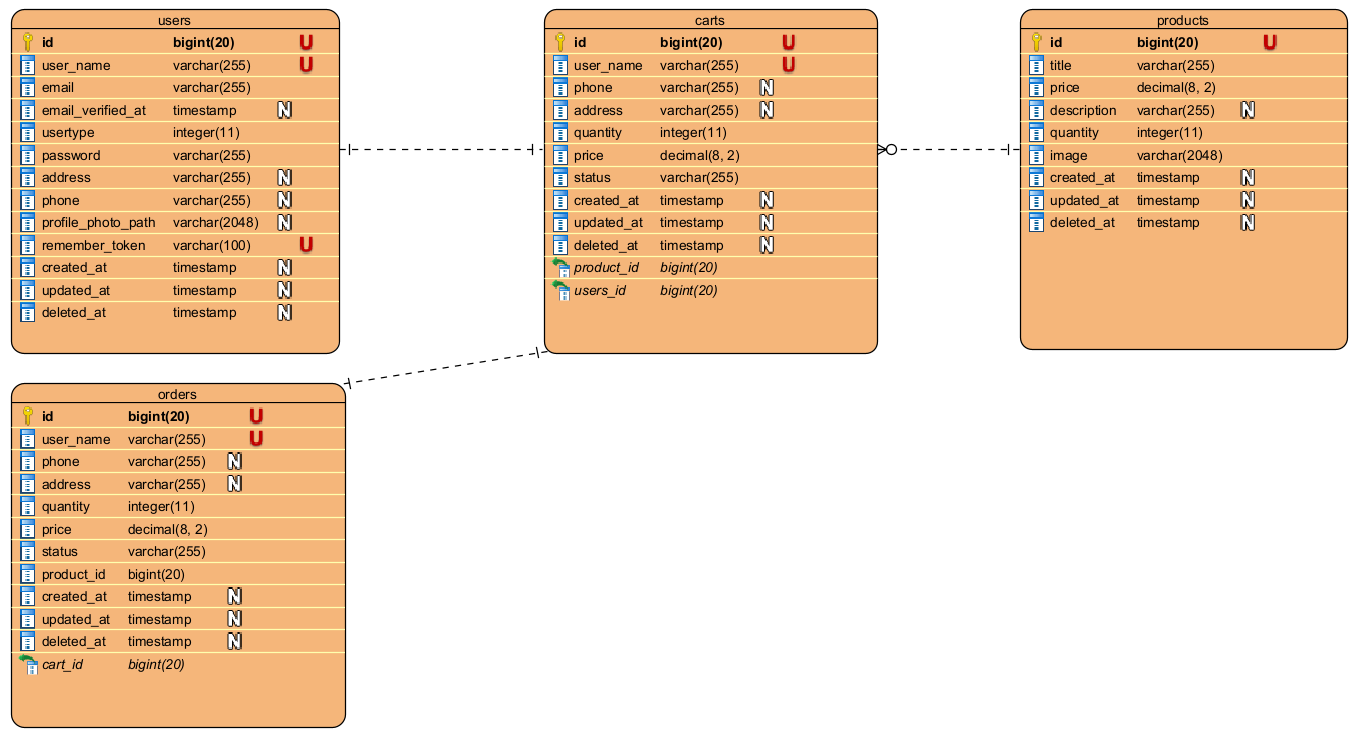 users
id bigint(20) U
user_name varchar(255) U
email varchar(255)
email_verified_at timestamp N
usertype integer(11)
password varchar(255)
address varchar(255) N
phone varchar(255) N
profile_photo_path varchar(2048) N
remember_token varchar(100) U
created_at timestamp N
updated_at timestamp N
deleted_at timestamp N
carts
id bigint(20) U
user_name varchar(255) U
phone varchar(255) N
address varchar(255) N
quantity integer(11)
price decimal(8, 2)
status varchar(255)
created_at timestamp N
updated_at timestamp N
deleted_at timestamp N
product_id bigint(20)
users_id bigint(20)
products
id bigint(20) U
title varchar(255)
price decimal(8, 2)
description varchar(255) N
quantity integer(11)
image varchar(2048)
created_at timestamp N
updated_at timestamp N
deleted_at timestamp N
orders
id bigint(20) U
user_name varchar(255) U
phone varchar(255) N
address varchar(255) N
quantity integer(11)
price decimal(8, 2)
status varchar(255)
product_id bigint(20)
created_at timestamp N
updated_at timestamp N
deleted_at timestamp N
cart_id bigint(20)